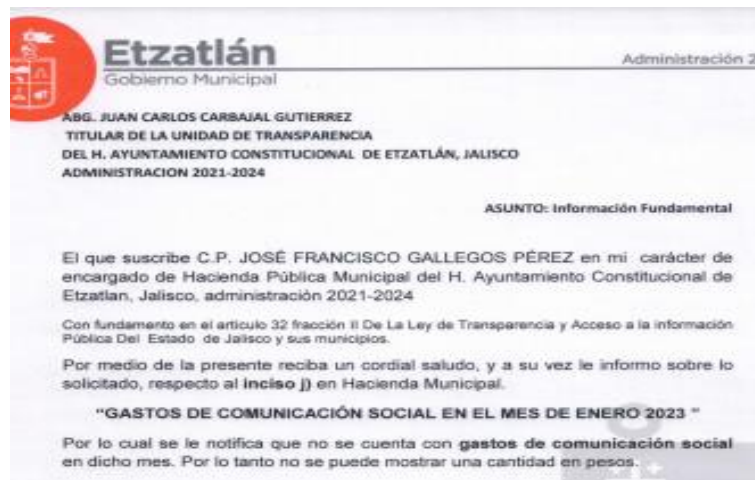 Etzatlán
Gobierno Municipal
Administración 2
ABG. JUAN CARLOS CARBAJAL GUTIERREZ
TITULAR DE LA UNIDAD DE TRANSPARENCIA
DEL H. AYUNTAMIENTO CONSTITUCIONAL DE ETZATLÁN, JALISCO
ADMINISTRACION 2021-2024
ASUNTO: Información Fundamental
El que suscribe C.P. JOSÉ FRANCISCO GALLEGOS PÉREZ en mi carácter de
encargado de Hacienda Pública Municipal del H. Ayuntamiento Constitucional de
Etzatlan, Jalisco, administración 2021-2024
Con fundamento en el articulo 32 fracción II De La Ley de Transparencia y Acceso a la información
Pública Del Estado de Jalisco y sus municipios.
Por medio de la presente reciba un cordial saludo, y a su vez le informo sobre lo
solicitado, respecto al inciso j) en Hacienda Municipal.
"GASTOS DE COMUNICACIÓN SOCIAL EN EL MES DE ENERO 2023 "
Por lo cual se le notifica que no se cuenta con gastos de comunicación social
en dicho mes. Por lo tanto no se puede mostrar una cantidad en pesos.